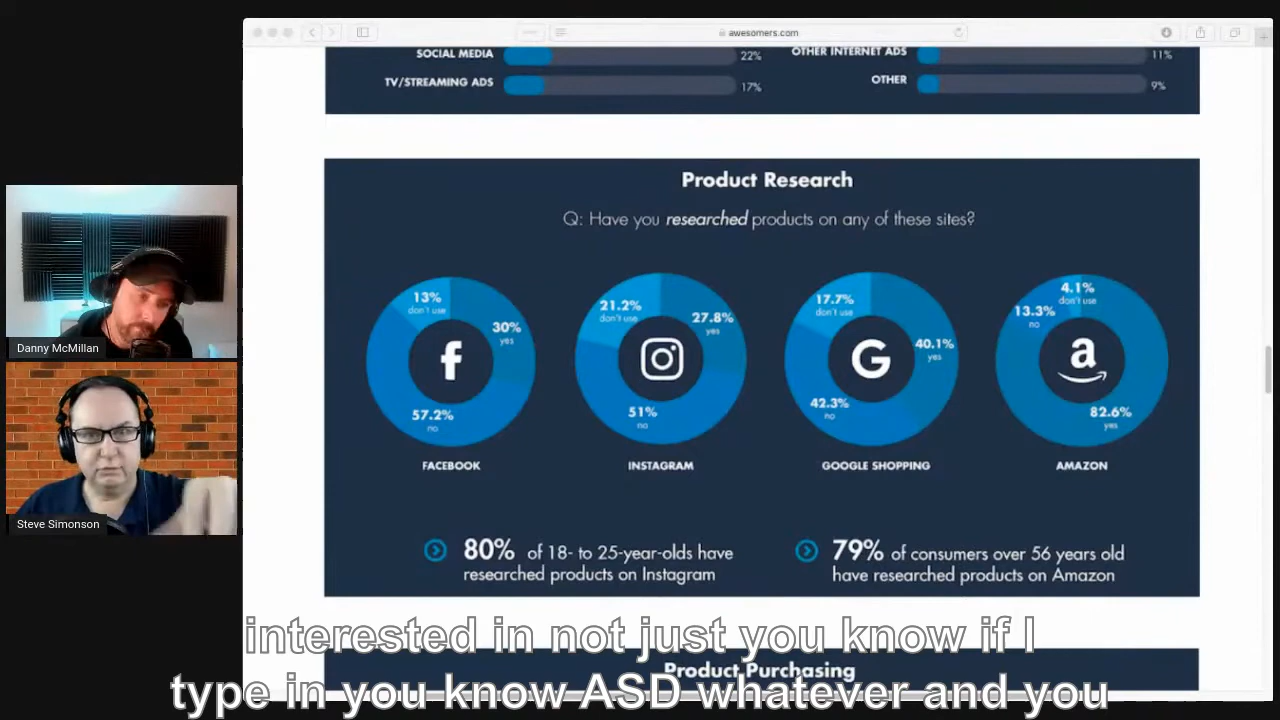 awesomers.com
SOCIAL MEDIA 22% OTHER INTERNET ADS 11%
TV/STREAMING ADS 17% OTHER 9%
Product Research
Q: Have you researched products on any of these sites?
13% don't use
30% yes
57.2% no
f
FACEBOOK
21.2% don't use
27.8% yes
51% no
INSTAGRAM
17.7% don't use
40.1% yes
42.3% no
G
GOOGLE SHOPPING
4.1% don't use
13.3% no
82.6% yes
a
AMAZON
80% of 18- to 25-year-olds have
researched products on Instagram
79% of consumers over 56 years old
have researched products on Amazon
Product Purchasing
Danny McMillan
Steve Simonson
interested in not just you know if I
type in you know ASD whatever and you